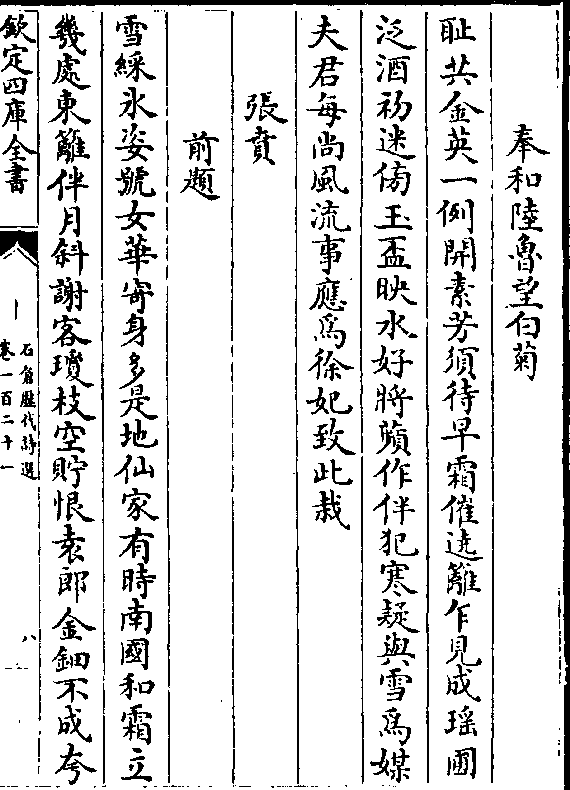 奉和陸魯望白菊
耻共金英一例開素芳須待早霜催遶籬乍見成瑶圃
泛酒初迷傍玉盃映水好將蘋作伴犯寒疑與雪爲媒
夫君每尚風流事應爲徐妃致此栽
張賁
前題
雪綵氷姿號女華寄身多是地仙家有時南國和霜立
幾處東籬伴月斜謝客瓊枝空貯恨袁郎金鈿不成夸
欽定四庫全書
石倉歷代詩選
卷一百二十一
八